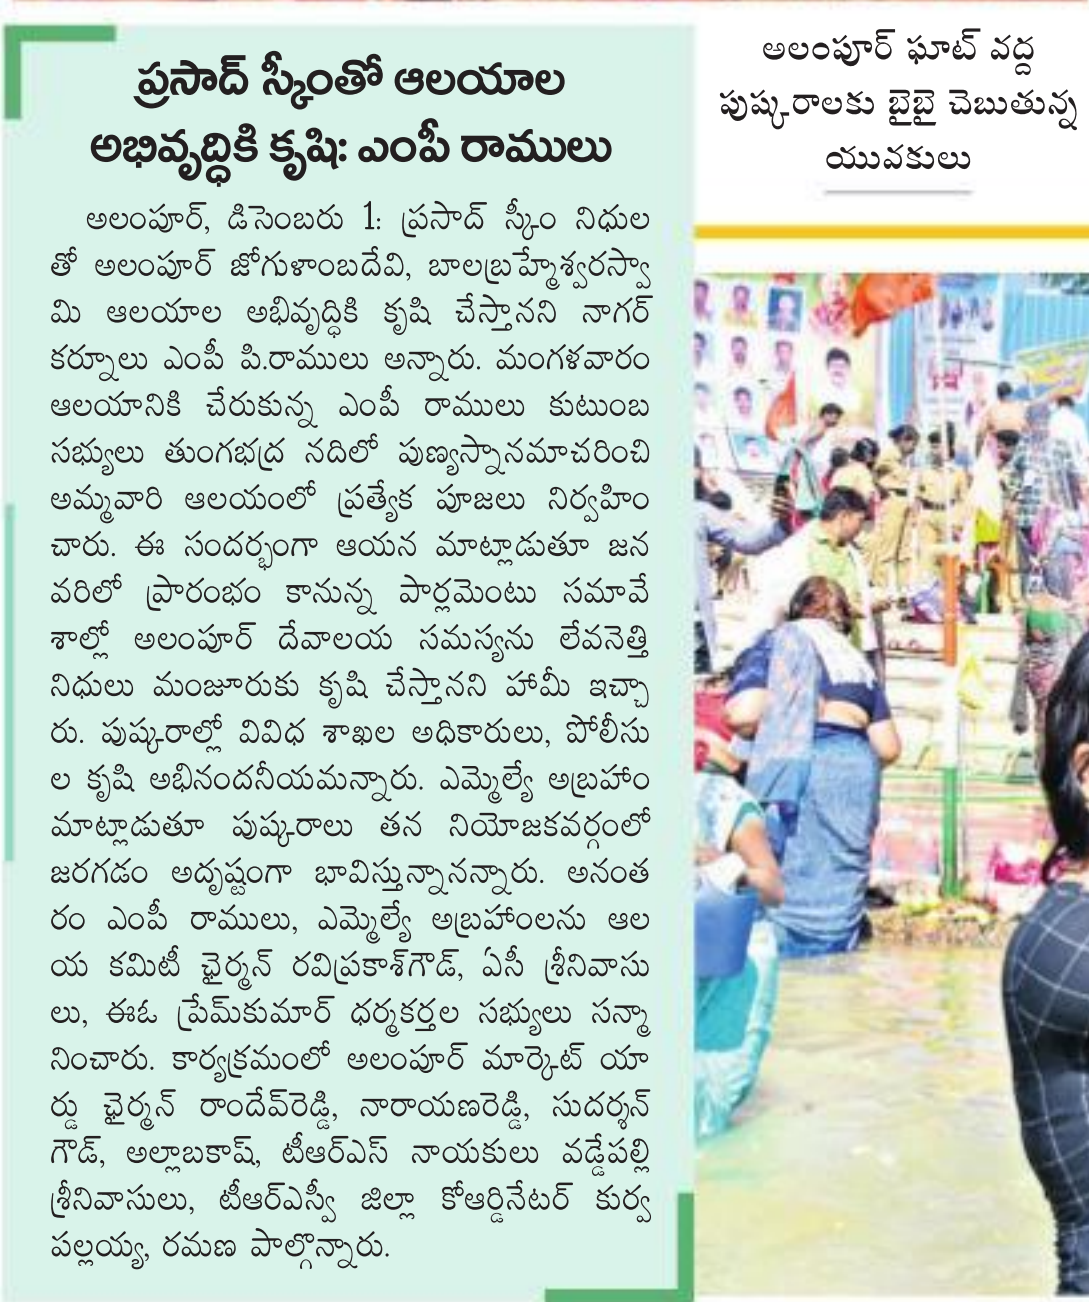 ప్రసాద్ స్కీంతో ఆలయాల
అభివృద్ధికి కృషి: ఎంపీ రాములు
అలంపూర్, డిసెంబరు 1: ప్రసాద్ స్కీం నిధుల
తో అలంపూర్ జోగుళాంబదేవి, బాలబ్రహ్మేశ్వరస్వా
మి ఆలయాల అభివృద్ధికి కృషి చేస్తానని నాగర్
కర్నూలు ఎంపీ పి.రాములు అన్నారు. మంగళవారం
ఆలయానికి చేరుకున్న ఎంపీ రాములు కుటుంబ
సభ్యులు తుంగభద్ర నదిలో పుణ్యస్నానమాచరించి
అమ్మవారి ఆలయంలో ప్రత్యేక పూజలు నిర్వహిం
చారు. ఈ సందర్భంగా ఆయన మాట్లాడుతూ జన
వరిలో ప్రారంభం కానున్న పార్లమెంటు సమావే
శాల్లో అలంపూర్ దేవాలయ సమస్యను లేవనెత్తి
నిధులు మంజూరుకు కృషి చేస్తానని హామీ ఇచ్చా
రు. పుష్కరాల్లో వివిధ శాఖల అధికారులు, పోలీసు
ల కృషి అభినందనీయమన్నారు. ఎమ్మెల్యే అబ్రహాం
మాట్లాడుతూ పుష్కరాలు తన నియోజకవర్గంలో
జరగడం అదృష్టంగా భావిస్తున్నానన్నారు. అనంత
రం ఎంపీ రాములు, ఎమ్మెల్యే అబ్రహాంలను ఆల
య కమిటీ ఛైర్మన్ రవిప్రకాశ్‌గౌడ్, ఏసీ శ్రీనివాసు
లు, ఈఓ ప్రేమ్‌కుమార్ ధర్మకర్తల సభ్యులు సన్మా
నించారు. కార్యక్రమంలో అలంపూర్ మార్కెట్ యా
ర్డు ఛైర్మన్ రాందేవ్‌రెడ్డి, నారాయణరెడ్డి, సుదర్శన్
గౌడ్, అల్లాబకాష్, టీఆర్ఎస్ నాయకులు వడ్డేపల్లి
శ్రీనివాసులు, టీఆర్ఎస్వీ జిల్లా కోఆర్డినేటర్ కుర్వ
పల్లయ్య, రమణ పాల్గొన్నారు.
అలంపూర్ ఘాట్ వద్ద
పుష్కరాలకు బైబై చెబుతున్న
యువకులు